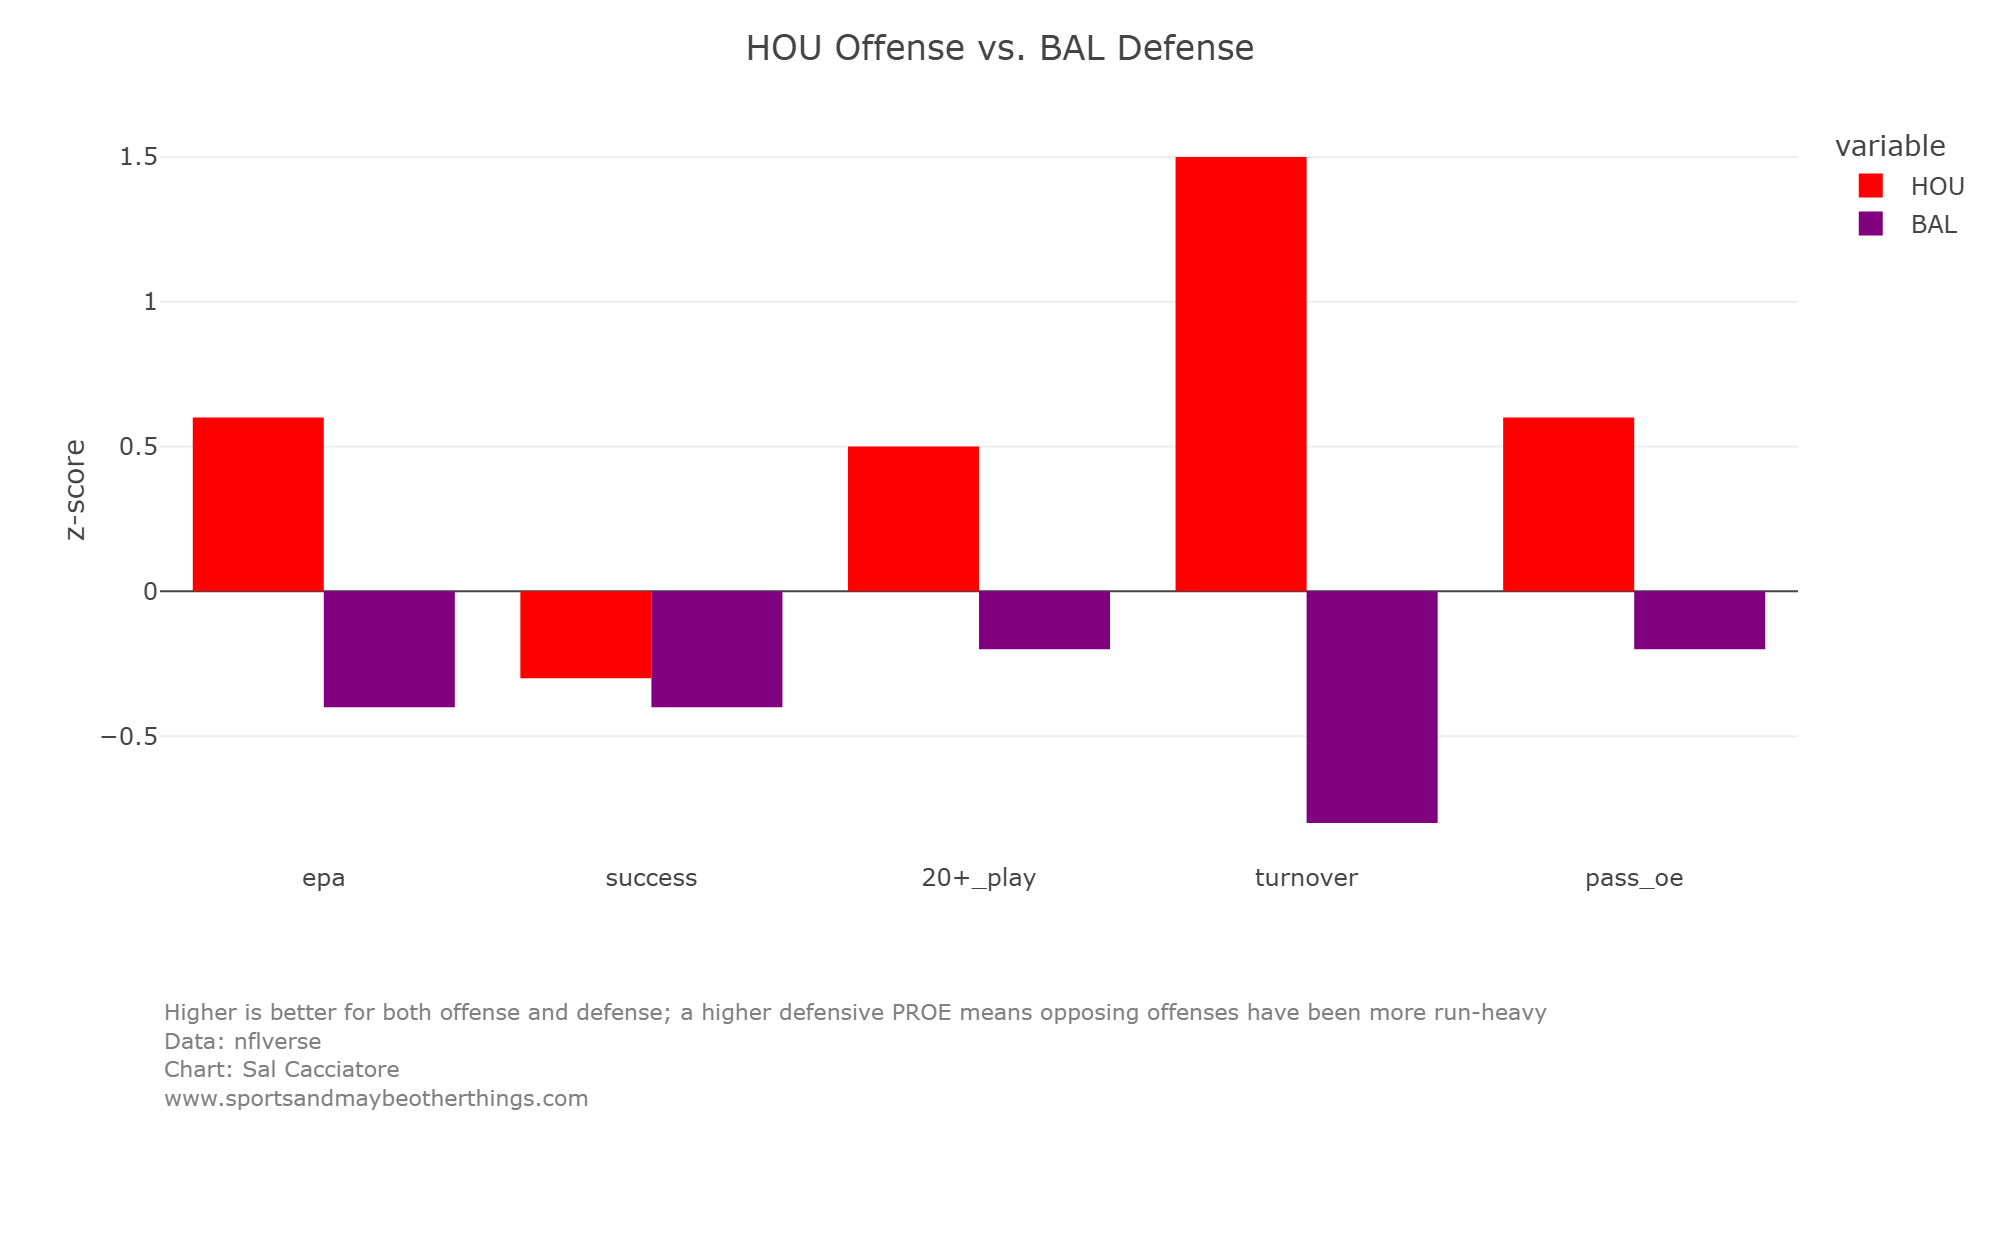 HOU Offense vs. BAL Defense
variable
HOU
BAL
z-score
1.5
1
0.5
0
−0.5
epa
success
20+_play
turnover
pass_oe
Higher is better for both offense and defense; a higher defensive PROE means opposing offenses have been more run-heavy
Data: nflverse
Chart: Sal Cacciatore
www.sportsandmaybeotherthings.com